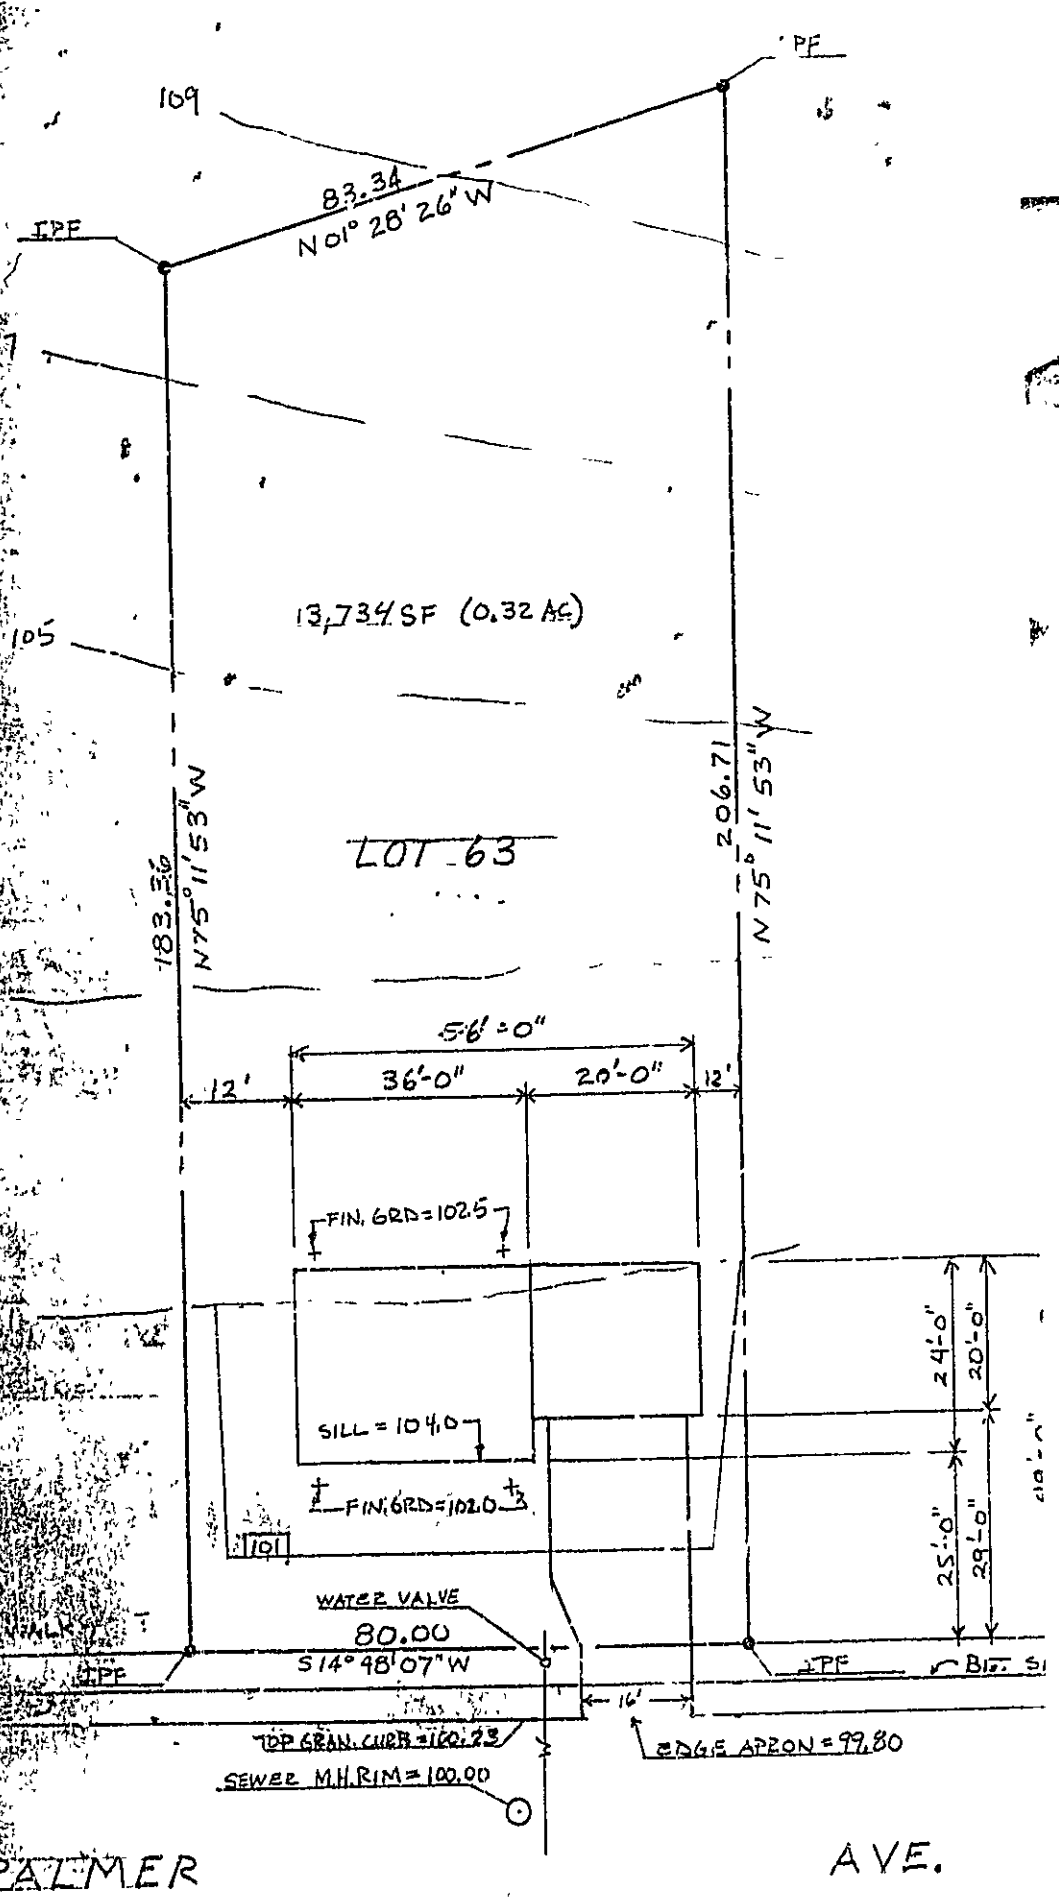 PF
109
83.34
N 01° 28' 26" W
IPF
13,734 SF (0.32 AC)
105
206.71
N 75° 11' 53" W
LOT 63
N 75° 11' 53" W
56'-0"
12'
36'-0"
20'-0"
12'
FIN. GRD = 102.5
24'-0"
20'-0"
SILL = 104.0
FIN. GRD = 102.0
101
25'-0"
29'-0"
WATER VALVE
80.00
S 14° 48' 07" W
WALK
IPF
IPF
BIT. SI
16'
TOP GRAN. CURB = 100.23
EDGE APRON = 99.80
SEWER M.H. RIM = 100.00
PALMER AVE.